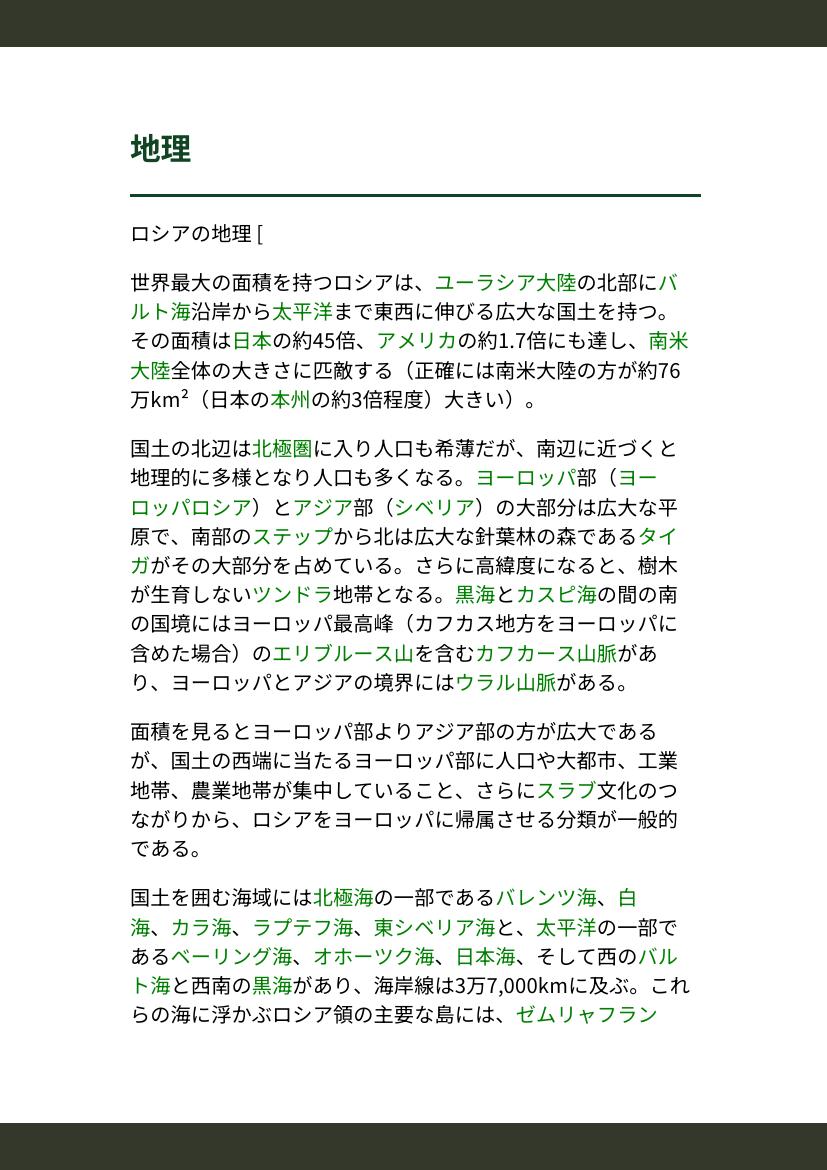 地理
ロシアの地理 [
世界最大の面積を持つロシアは、ユーラシア大陸の北部にバ
ルト海沿岸から太平洋まで東西に伸びる広大な国土を持つ。
その面積は日本の約45倍、アメリカの約1.7倍にも達し、南米
大陸全体の大きさに匹敵する（正確には南米大陸の方が約76
万km²（日本の本州の約3倍程度）大きい）。
国土の北辺は北極圏に入り人口も希薄だが、南辺に近づくと
地理的に多様となり人口も多くなる。ヨーロッパ部（ヨー
ロッパロシア）とアジア部（シベリア）の大部分は広大な平
原で、南部のステップから北は広大な針葉林の森であるタイ
ガがその大部分を占めている。さらに高緯度になると、樹木
が生育しないツンドラ地帯となる。黒海とカスピ海の間の南
の国境にはヨーロッパ最高峰（カフカス地方をヨーロッパに
含めた場合）のエリブルース山を含むカフカース山脈があ
り、ヨーロッパとアジアの境界にはウラル山脈がある。
面積を見るとヨーロッパ部よりアジア部の方が広大である
が、国土の西端に当たるヨーロッパ部に人口や大都市、工業
地帯、農業地帯が集中していること、さらにスラブ文化のつ
ながりから、ロシアをヨーロッパに帰属させる分類が一般的
である。
国土を囲む海域には北極海の一部であるバレンツ海、白
海、カラ海、ラプテフ海、東シベリア海と、太平洋の一部で
あるベーリング海、オホーツク海、日本海、そして西のバル
ト海と西南の黒海があり、海岸線は3万7,000kmに及ぶ。これ
らの海に浮かぶロシア領の主要な島には、ゼムリャフラン